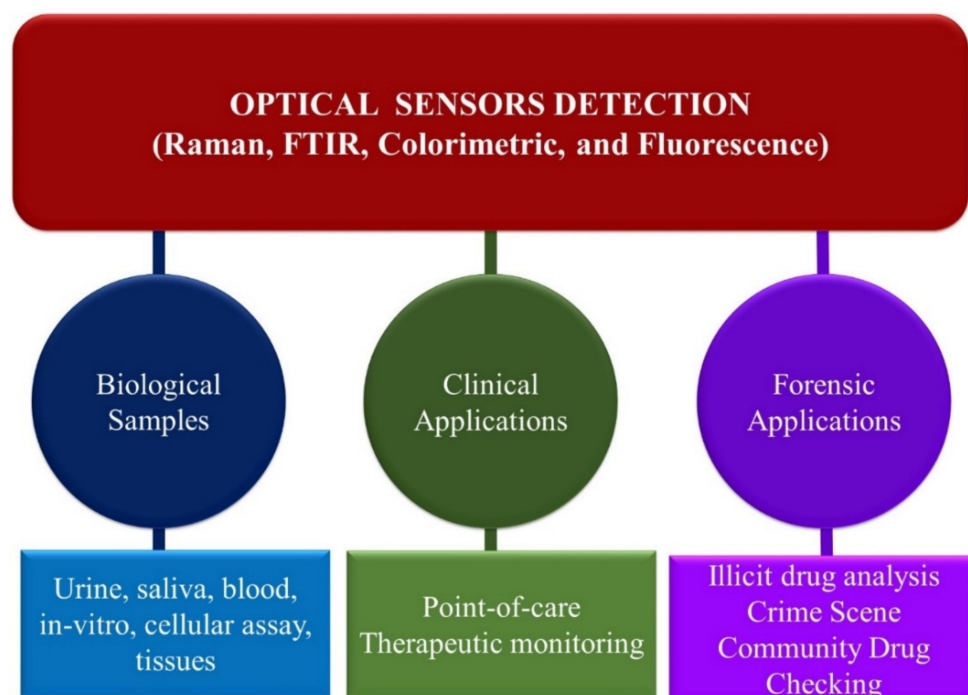 OPTICAL SENSORS DETECTION
(Raman, FTIR, Colorimetric, and Fluorescence)
Biological
Samples
Clinical
Applications
Forensic
Applications
Urine, saliva, blood,
in-vitro, cellular assay,
tissues
Point-of-care
Therapeutic monitoring
Illicit drug analysis
Crime Scene
Community Drug
Checking